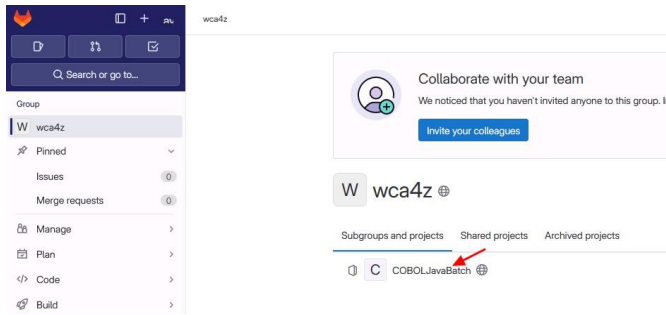 wca4z
Search or go to...
Group
W wca4z
Pinned
Issues 0
Merge requests 0
Manage
Plan
Code
Build
Collaborate with your team
We noticed that you haven't invited anyone to this group.
Invite your colleagues
W wca4z
Subgroups and projects Shared projects Archived projects
C COBOLJavaBatch